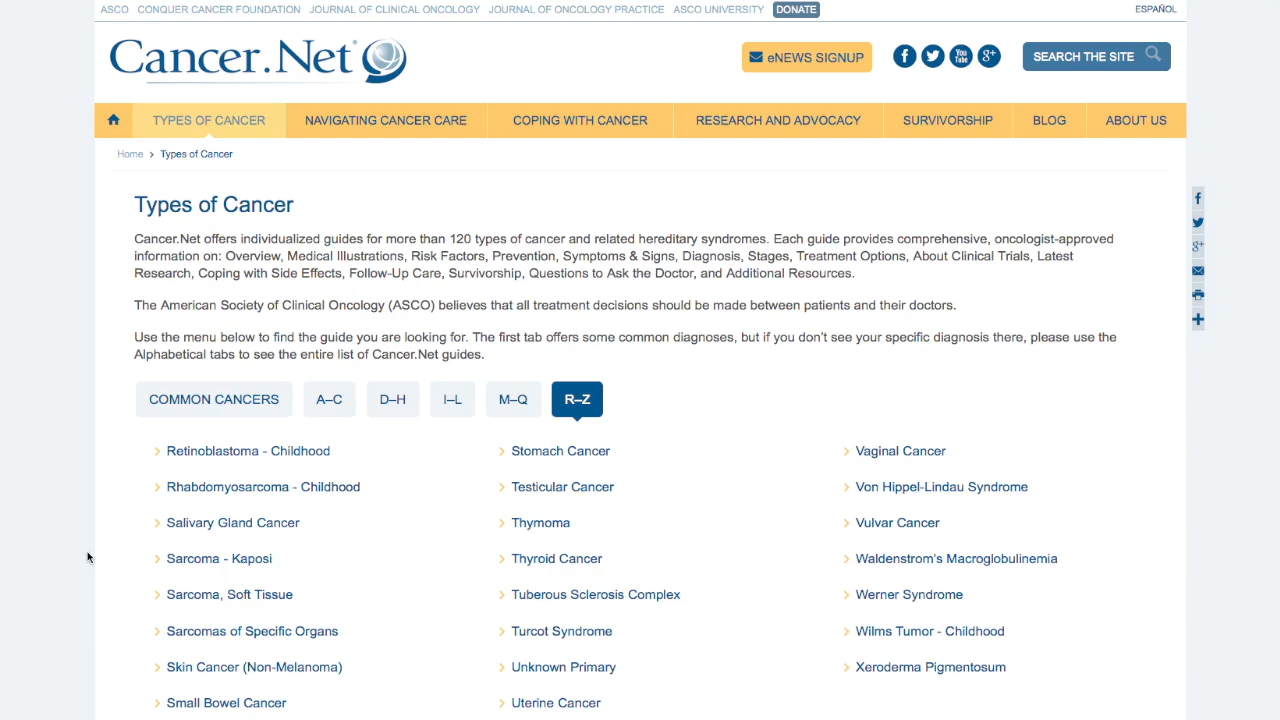 ASCO CONQUER CANCER FOUNDATION JOURNAL OF CLINICAL ONCOLOGY JOURNAL OF ONCOLOGY PRACTICE ASCO UNIVERSITY DONATE ESPAÑOL
Cancer.Net
eNEWS SIGNUP
You Tube
SEARCH THE SITE
TYPES OF CANCER NAVIGATING CANCER CARE COPING WITH CANCER RESEARCH AND ADVOCACY SURVIVORSHIP BLOG ABOUT US
Home > Types of Cancer
Types of Cancer
Cancer.Net offers individualized guides for more than 120 types of cancer and related hereditary syndromes. Each guide provides comprehensive, oncologist-approved
information on: Overview, Medical Illustrations, Risk Factors, Prevention, Symptoms & Signs, Diagnosis, Stages, Treatment Options, About Clinical Trials, Latest
Research, Coping with Side Effects, Follow-Up Care, Survivorship, Questions to Ask the Doctor, and Additional Resources.
The American Society of Clinical Oncology (ASCO) believes that all treatment decisions should be made between patients and their doctors.
Use the menu below to find the guide you are looking for. The first tab offers some common diagnoses, but if you don't see your specific diagnosis there, please use the
Alphabetical tabs to see the entire list of Cancer.Net guides.
COMMON CANCERS A–C D–H I–L M–Q R–Z
Retinoblastoma - Childhood
Rhabdomyosarcoma - Childhood
Salivary Gland Cancer
Sarcoma - Kaposi
Sarcoma, Soft Tissue
Sarcomas of Specific Organs
Skin Cancer (Non-Melanoma)
Small Bowel Cancer
Stomach Cancer
Testicular Cancer
Thymoma
Thyroid Cancer
Tuberous Sclerosis Complex
Turcot Syndrome
Unknown Primary
Uterine Cancer
Vaginal Cancer
Von Hippel-Lindau Syndrome
Vulvar Cancer
Waldenstrom's Macroglobulinemia
Werner Syndrome
Wilms Tumor - Childhood
Xeroderma Pigmentosum